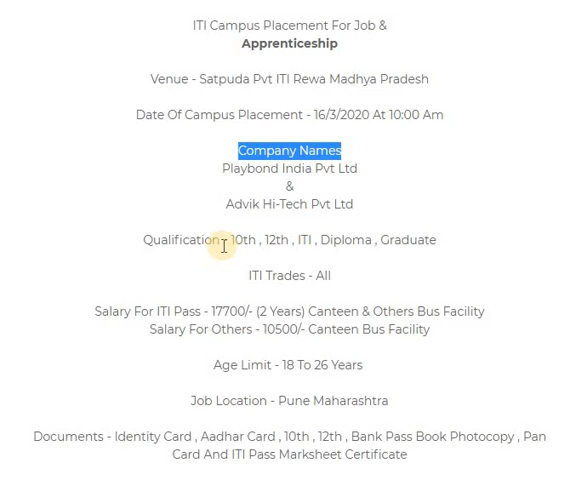 ITI Campus Placement For Job &
Apprenticeship
Venue - Satpuda Pvt ITI Rewa Madhya Pradesh
Date Of Campus Placement - 16/3/2020 At 10:00 Am
Company Names
Playbond India Pvt Ltd
&
Advik Hi-Tech Pvt Ltd
Qualification - 10th , 12th , ITI , Diploma , Graduate
ITI Trades - All
Salary For ITI Pass - 17700/- (2 Years) Canteen & Others Bus Facility
Salary For Others - 10500/- Canteen Bus Facility
Age Limit - 18 To 26 Years
Job Location - Pune Maharashtra
Documents - Identity Card , Aadhar Card , 10th , 12th , Bank Pass Book Photocopy , Pan
Card And ITI Pass Marksheet Certificate